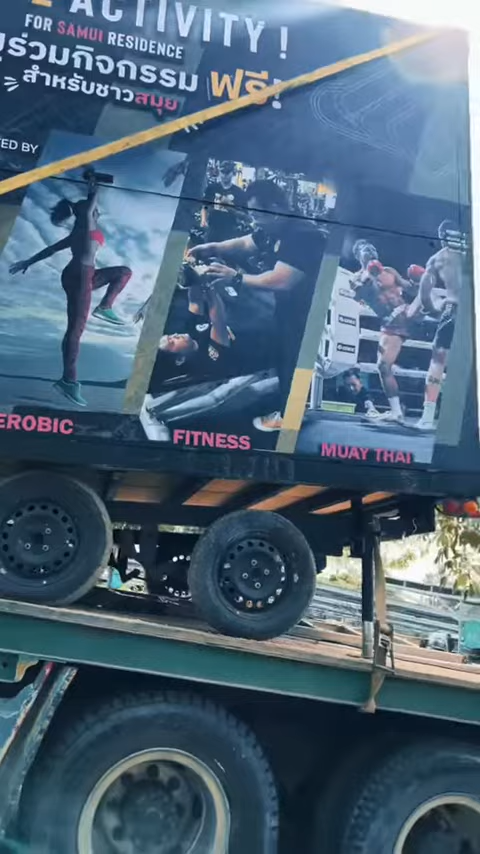 ACTIVITY!
FOR SAMUI RESIDENCE
ร่วมกิจกรรม ฟรี!
สำหรับชาวสมุย
ED BY
EROBIC
FITNESS
MUAY THAI